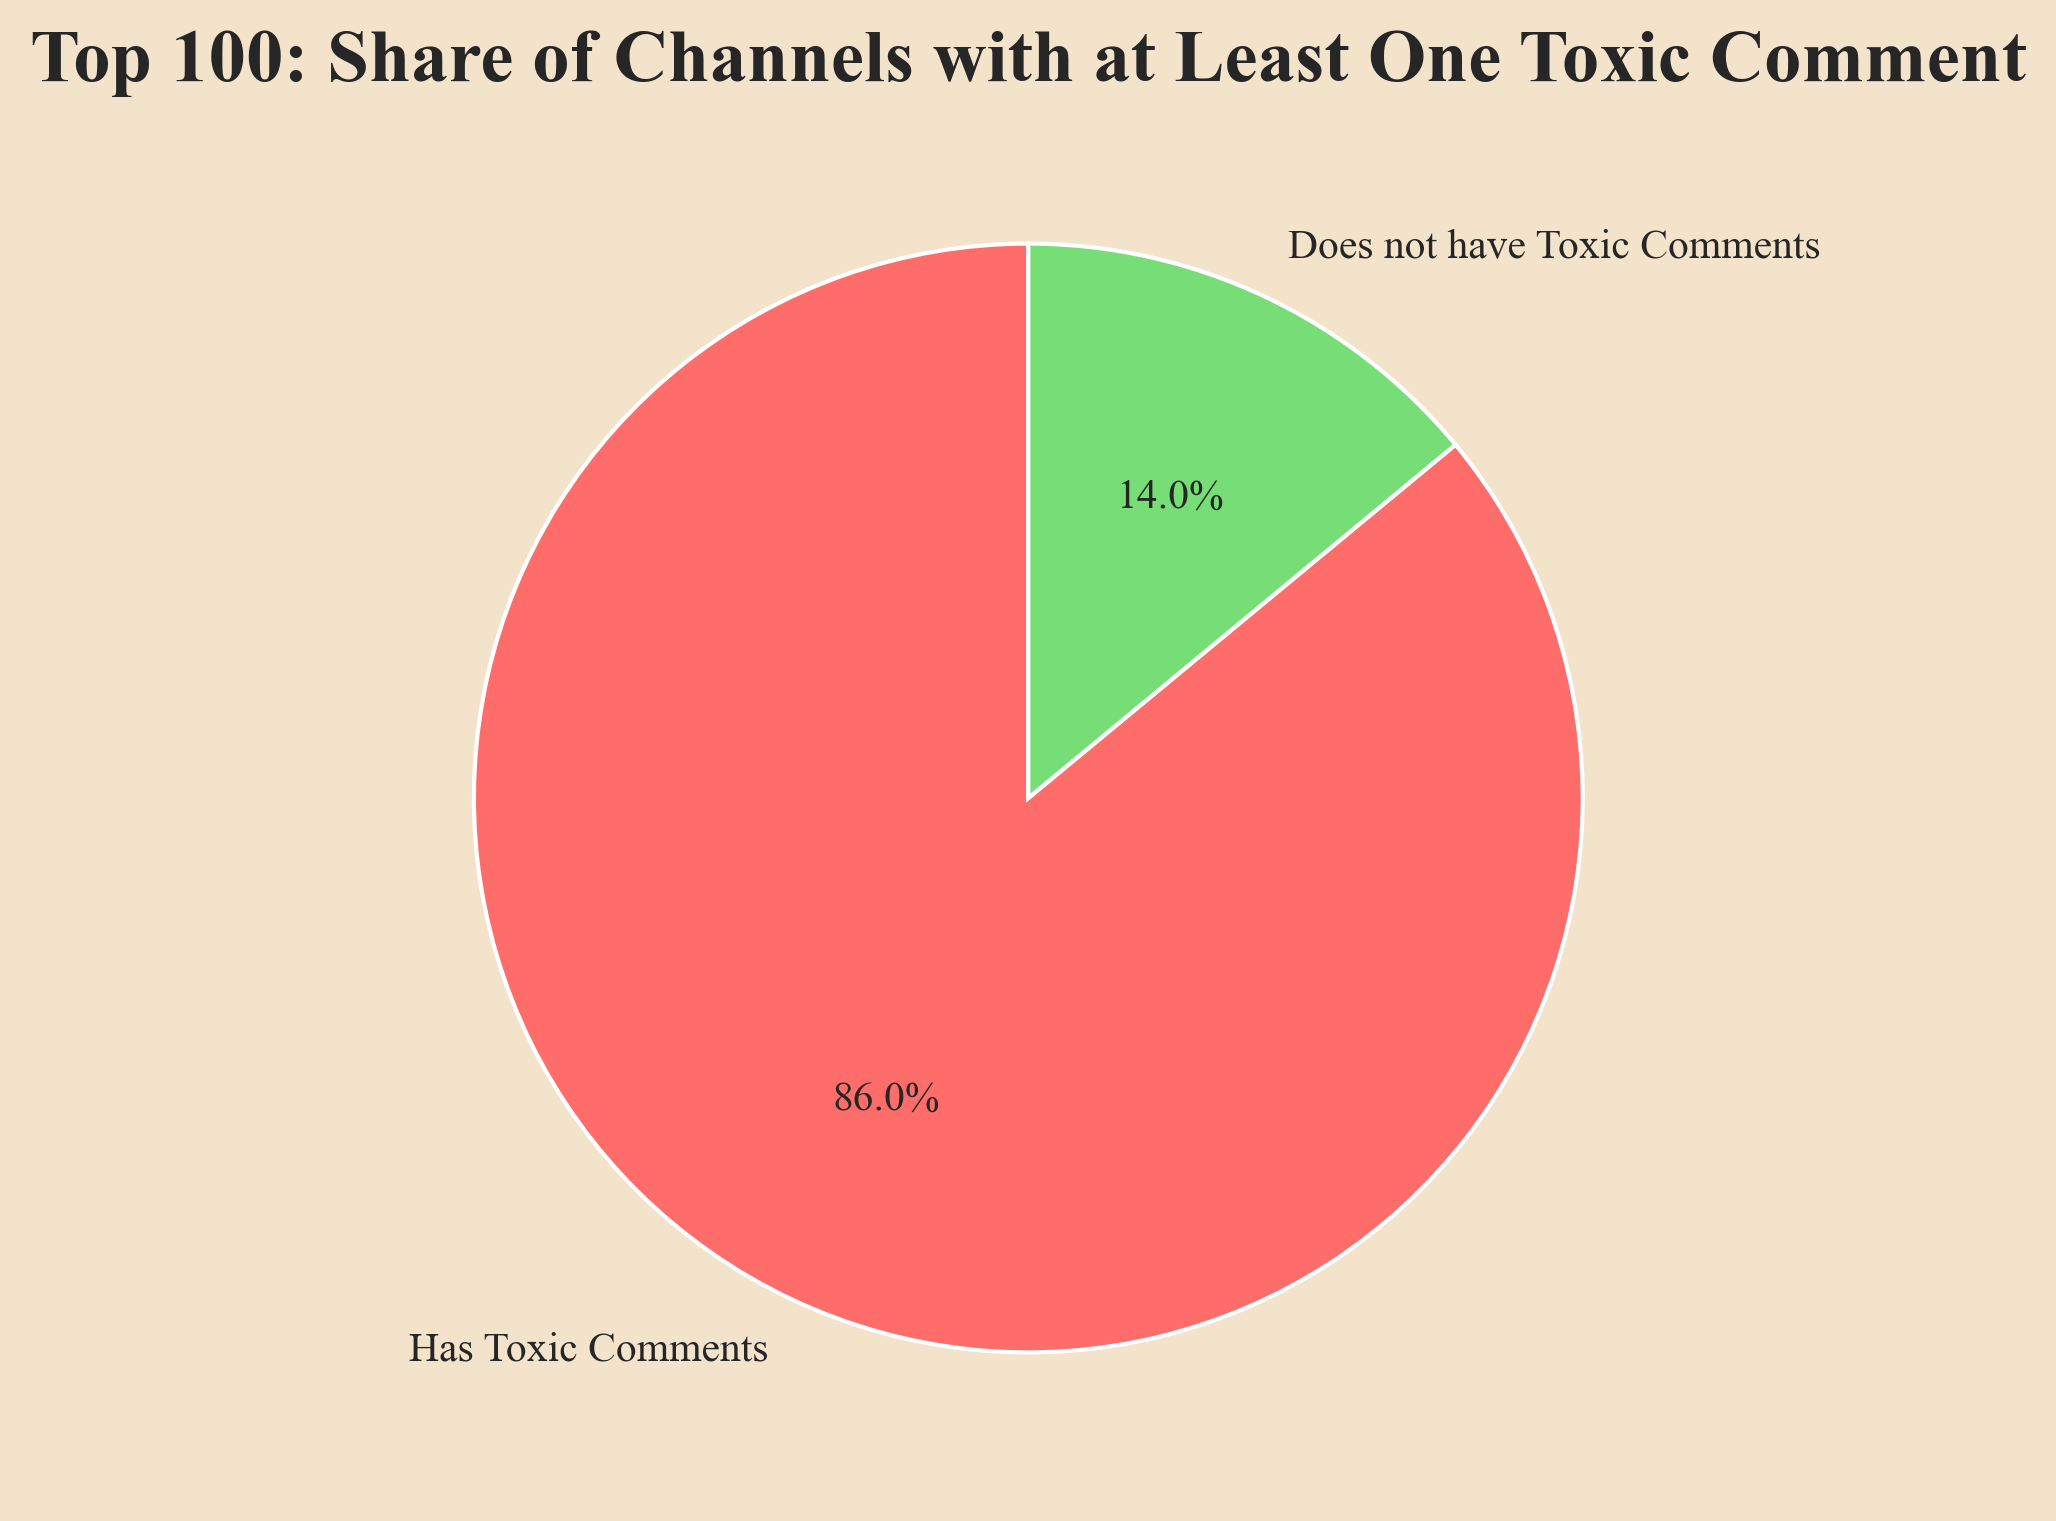 Top 100: Share of Channels with at Least One Toxic Comment
Does not have Toxic Comments
14.0%
86.0%
Has Toxic Comments